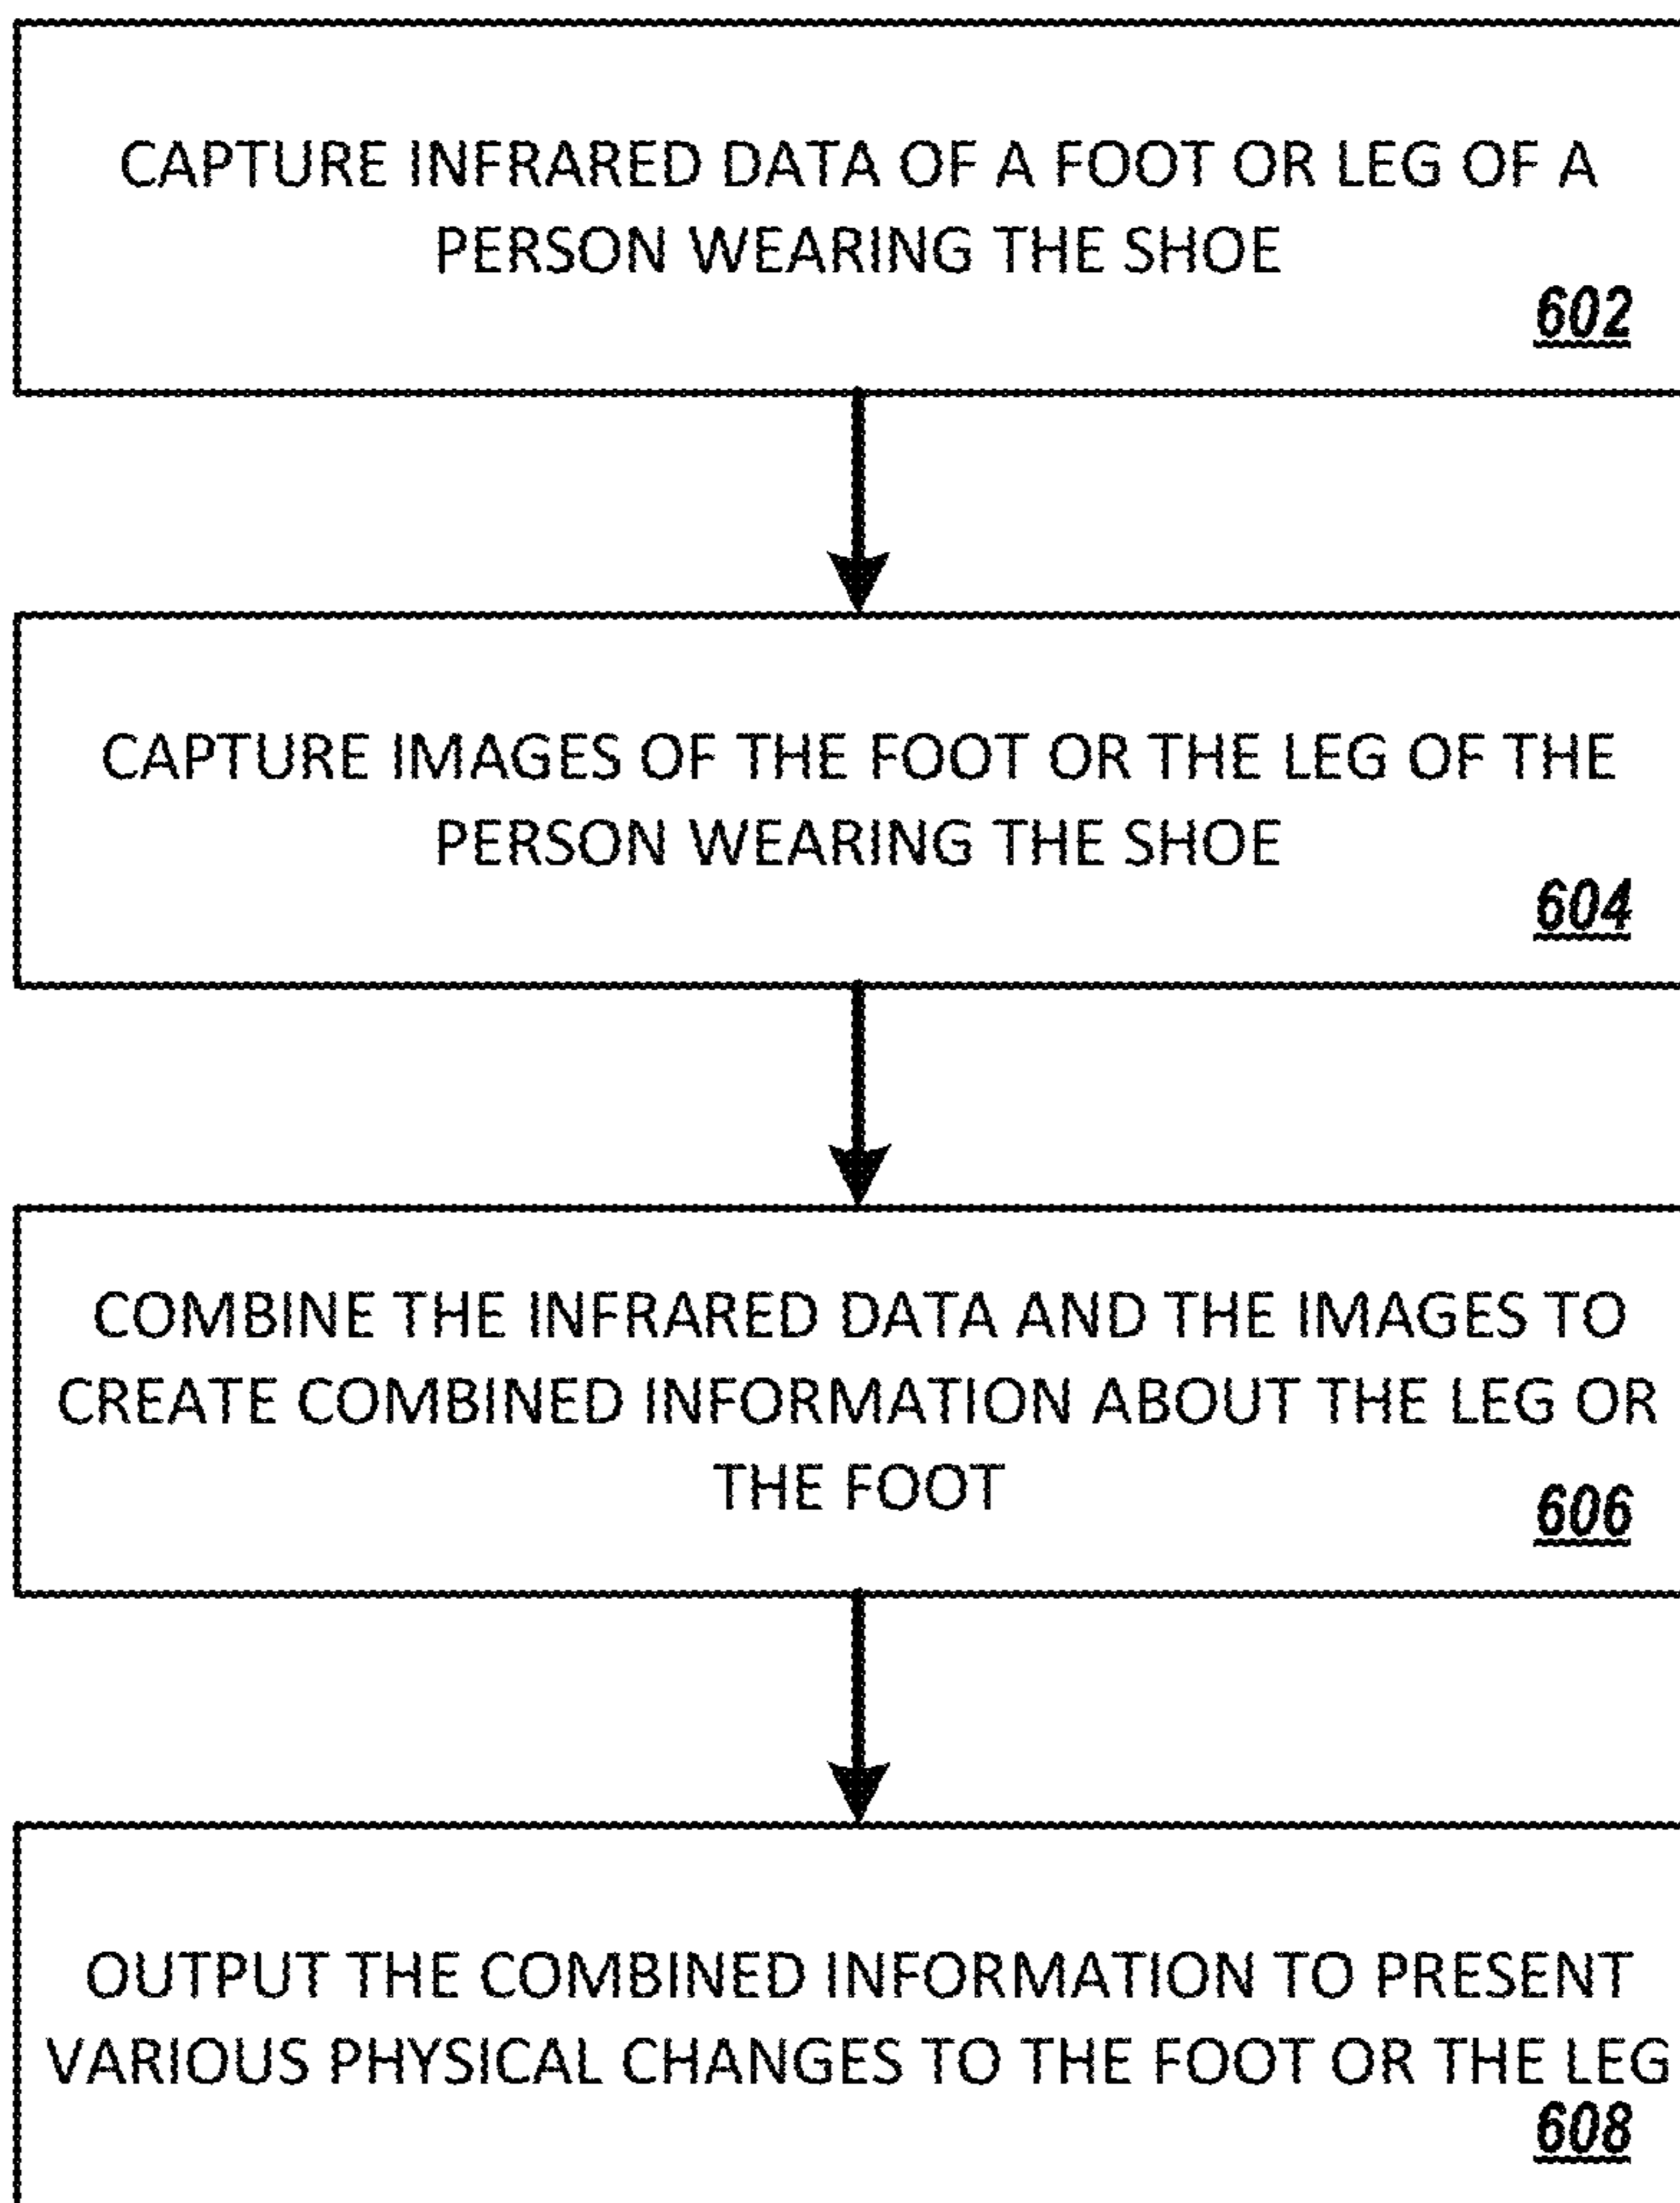 CAPTURE INFRARED DATA OF A FOOT OR LEG OF A
PERSON WEARING THE SHOE
602
CAPTURE IMAGES OF THE FOOT OR THE LEG OF THE
PERSON WEARING THE SHOE
604
COMBINE THE INFRARED DATA AND THE IMAGES TO
CREATE COMBINED INFORMATION ABOUT THE LEG OR
THE FOOT
606
OUTPUT THE COMBINED INFORMATION TO PRESENT
VARIOUS PHYSICAL CHANGES TO THE FOOT OR THE LEG
608